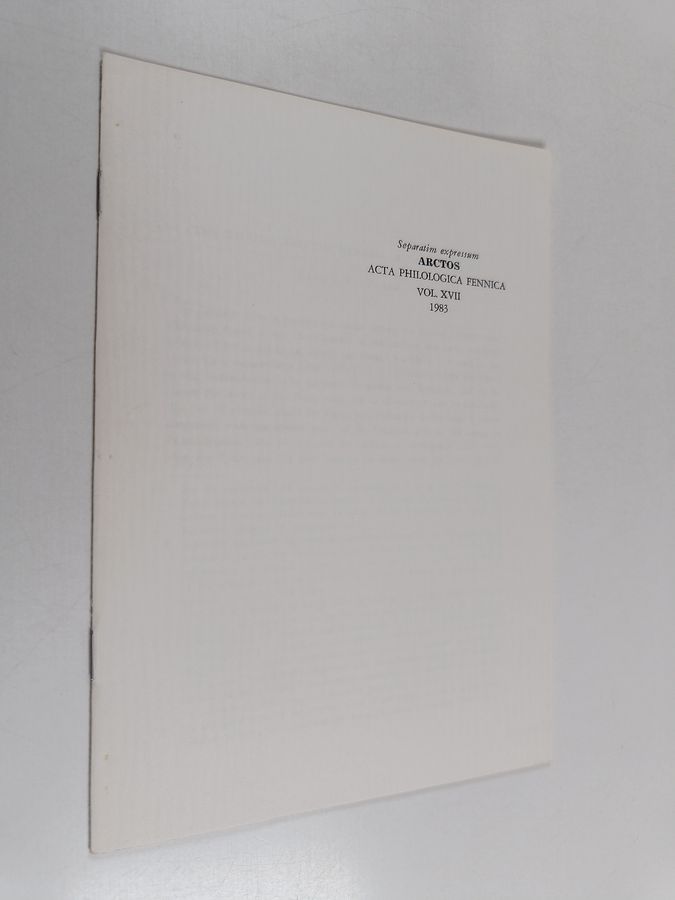 Separatim expressum
ARCTOS
ACTA PHILOLOGICA FENNICA
VOL. XVII
1983